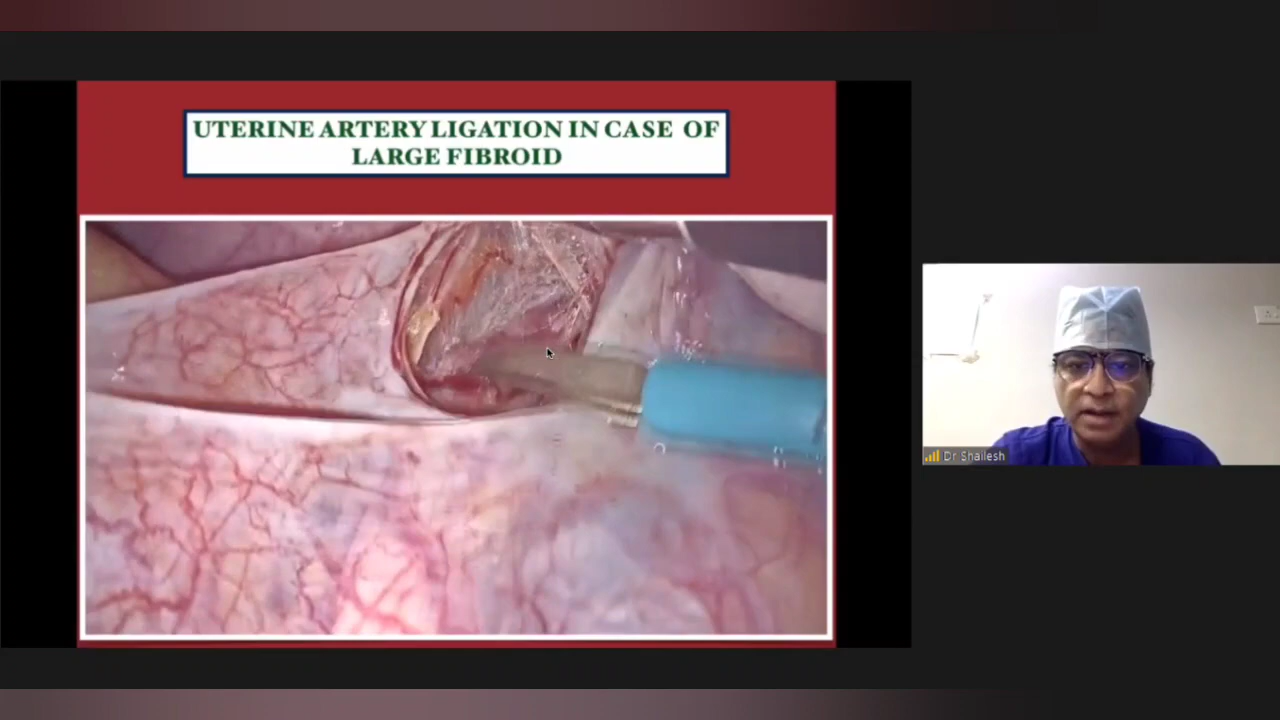 UTERINE ARTERY LIGATION IN CASE OF
LARGE FIBROID
Dr Shailesh